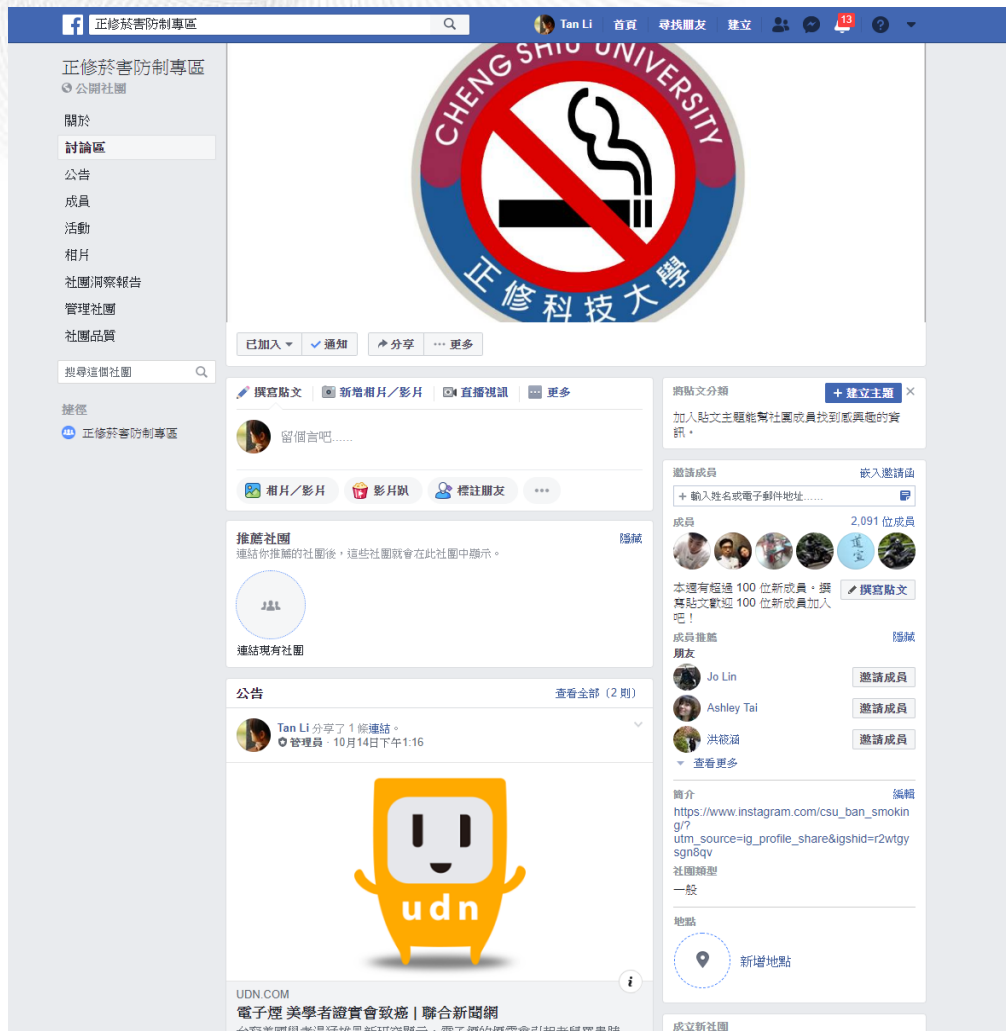 正修菸害防制專區
Tan Li 首頁 尋找朋友 建立 13
正修菸害防制專區
公開社團
關於
討論區
公告
成員
活動
相片
社團洞察報告
管理社團
社團品質
搜尋這個社團
捷徑
正修菸害防制專區
CHENG SHIU UNIVERSITY
正修科技大學
已加入 通知 分享 更多
撰寫貼文 新增相片／影片 直播視訊 更多
留個言吧......
相片／影片 影片趴 標註朋友
推薦社團 隱藏
連結你推薦的社團後，這些社團就會在此社團中顯示。
連結現有社團
公告 查看全部（2 則）
Tan Li 分享了 1 條連結。
管理員 · 10月14日下午1:16
udn
UDN.COM
電子煙 美學者證實會致癌 | 聯合新聞網
將貼文分類 + 建立主題
加入貼文主題能幫社團成員找到感興趣的資
訊。
邀請成員 嵌入邀請函
+ 輸入姓名或電子郵件地址......
成員 2,091 位成員
道
宣
本週有超過 100 位新成員。撰
寫貼文歡迎 100 位新成員加入
吧！
撰寫貼文
成員推薦 隱藏
朋友
Jo Lin 邀請成員
Ashley Tai 邀請成員
洪筱涵 邀請成員
查看更多
簡介 編輯
https://www.instagram.com/csu_ban_smokin
g/?
utm_source=ig_profile_share&igshid=r2wtgy
sgn8qv
社團類型
一般
地點
新增地點
成立新社團